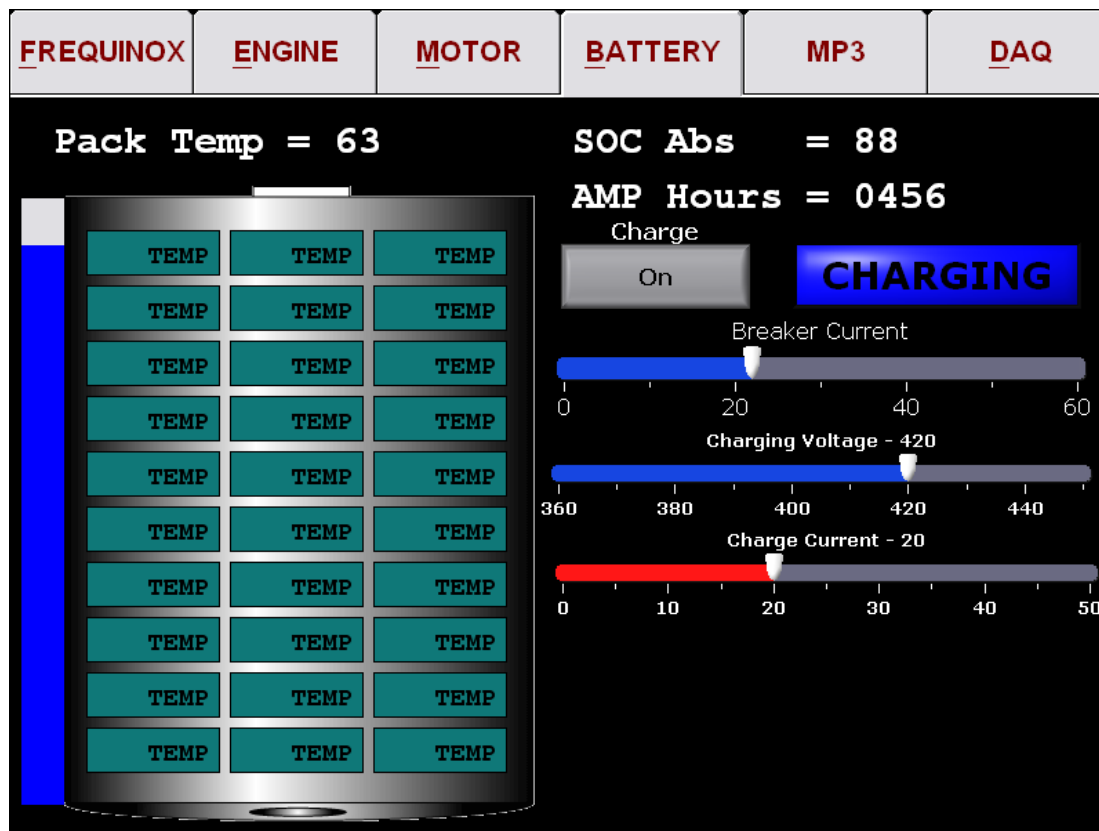 FREQUINOX ENGINE MOTOR BATTERY MP3 DAQ
Pack Temp = 63
SOC Abs = 88
AMP Hours = 0456
Charge
On
CHARGING
TEMP TEMP TEMP
TEMP TEMP TEMP
TEMP TEMP TEMP
TEMP TEMP TEMP
TEMP TEMP TEMP
TEMP TEMP TEMP
TEMP TEMP TEMP
TEMP TEMP TEMP
TEMP TEMP TEMP
TEMP TEMP TEMP
Breaker Current
0 20 40 60
Charging Voltage - 420
360 380 400 420 440
Charge Current - 20
0 10 20 30 40 50